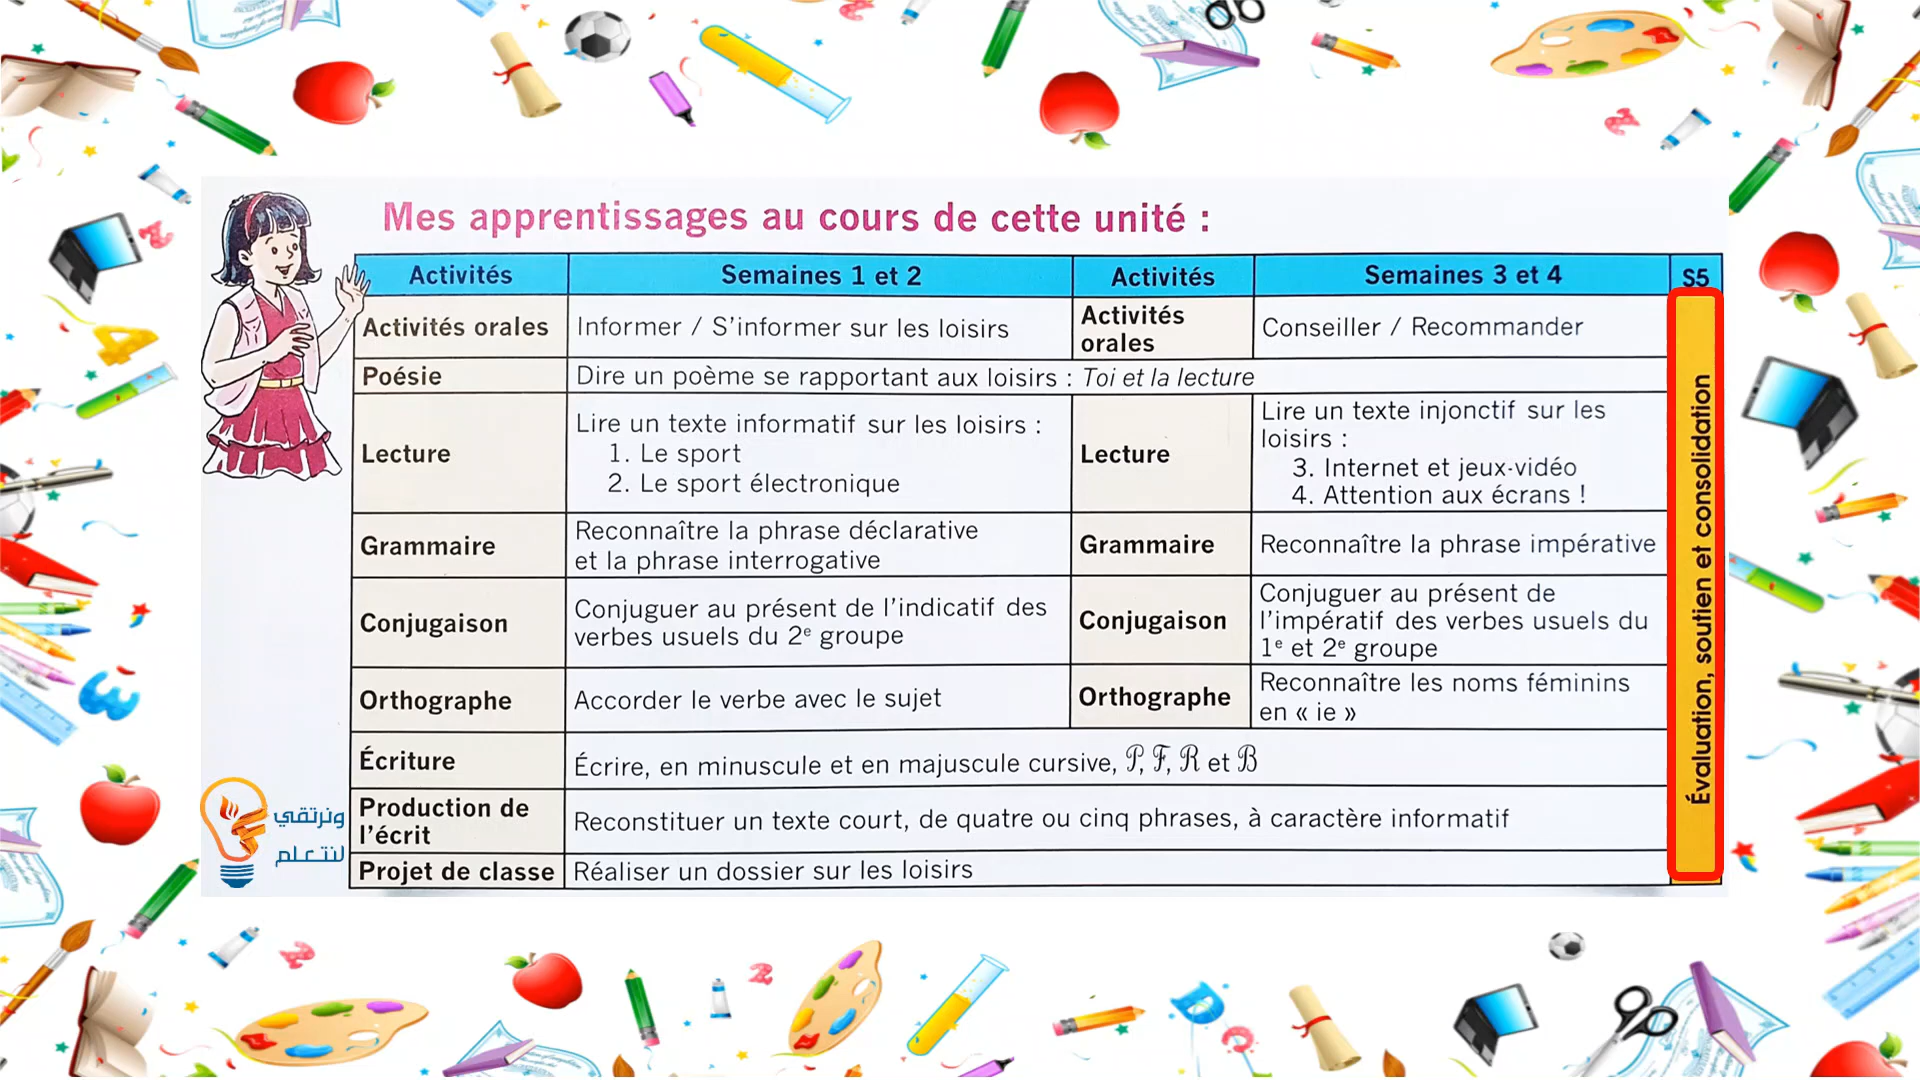 Mes apprentissages au cours de cette unité :
Activités
Semaines 1 et 2
Activités
Semaines 3 et 4
S5
Activités orales
Informer / S'informer sur les loisirs
Activités
orales
Conseiller / Recommander
Poésie
Dire un poème se rapportant aux loisirs : Toi et la lecture
Lecture
Lire un texte informatif sur les loisirs :
1. Le sport
2. Le sport électronique
Lecture
Lire un texte injonctif sur les
loisirs :
3. Internet et jeux-vidéo
4. Attention aux écrans !
Grammaire
Reconnaître la phrase déclarative
et la phrase interrogative
Grammaire
Reconnaître la phrase impérative
Conjugaison
Conjuguer au présent de l'indicatif des
verbes usuels du 2e groupe
Conjugaison
Conjuguer au présent de
l'impératif des verbes usuels du
1e et 2e groupe
Orthographe
Accorder le verbe avec le sujet
Orthographe
Reconnaître les noms féminins
en « ie »
Écriture
Écrire, en minuscule et en majuscule cursive, P, F, R et B
Production de
l'écrit
Reconstituer un texte court, de quatre ou cinq phrases, à caractère informatif
Projet de classe
Réaliser un dossier sur les loisirs
Évaluation, soutien et consolidation
ونرتقي
لنتعلم